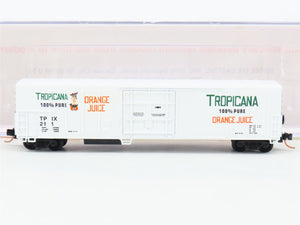 TROPICANA
100% PURE
ORANGE JUICE
TPIX
211
TROPICANA
100% PURE
ORANGE JUICE